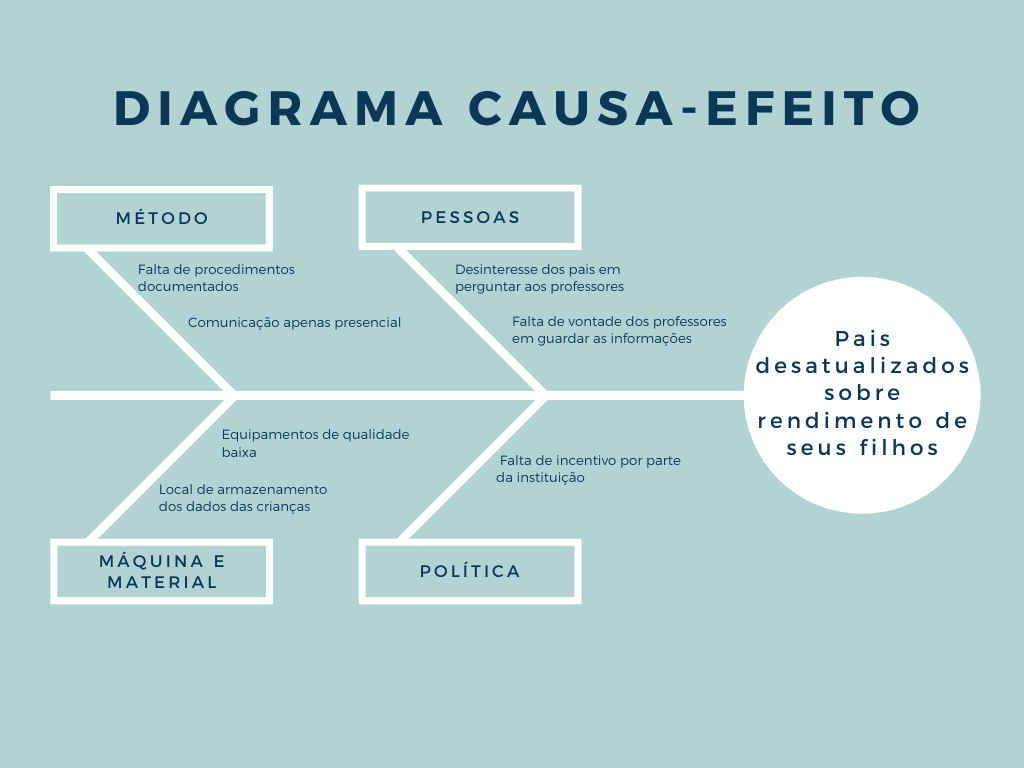 DIAGRAMA CAUSA-EFEITO
MÉTODO
Falta de procedimentos
documentados
Comunicação apenas presencial
PESSOAS
Desinteresse dos pais em
perguntar aos professores
Falta de vontade dos professores
em guardar as informações
Pais
desatualizados
sobre
rendimento de
seus filhos
Equipamentos de qualidade
baixa
Local de armazenamento
dos dados das crianças
MÁQUINA E
MATERIAL
Falta de incentivo por parte
da instituição
POLÍTICA